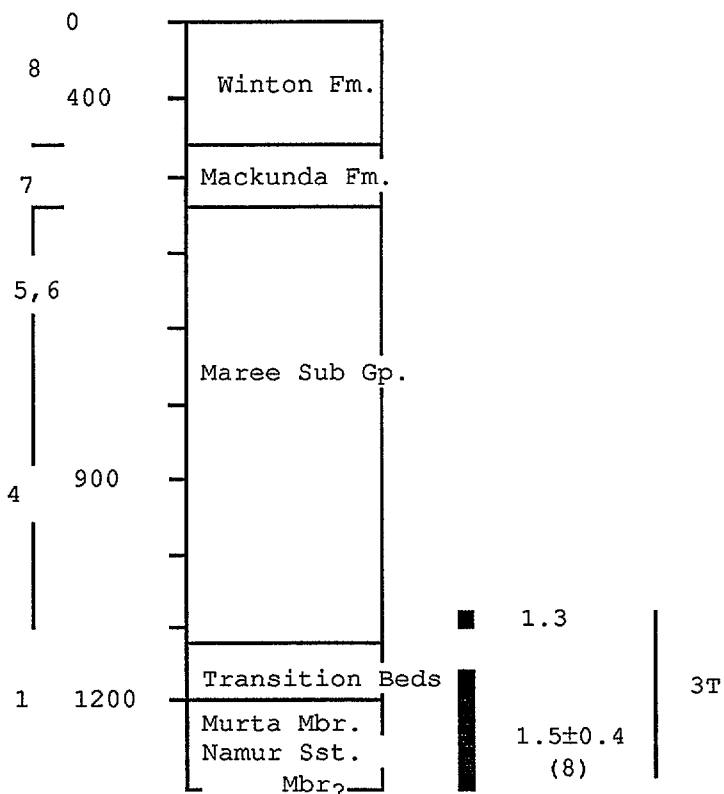 0
8
Winton Fm.
400
7
Mackunda Fm.
5,6
Maree Sub Gp.
900
4
1.3
Transition Beds
3T
1 1200
Murta Mbr.
1.5±0.4
Namur Sst.
(8)
Mbr?